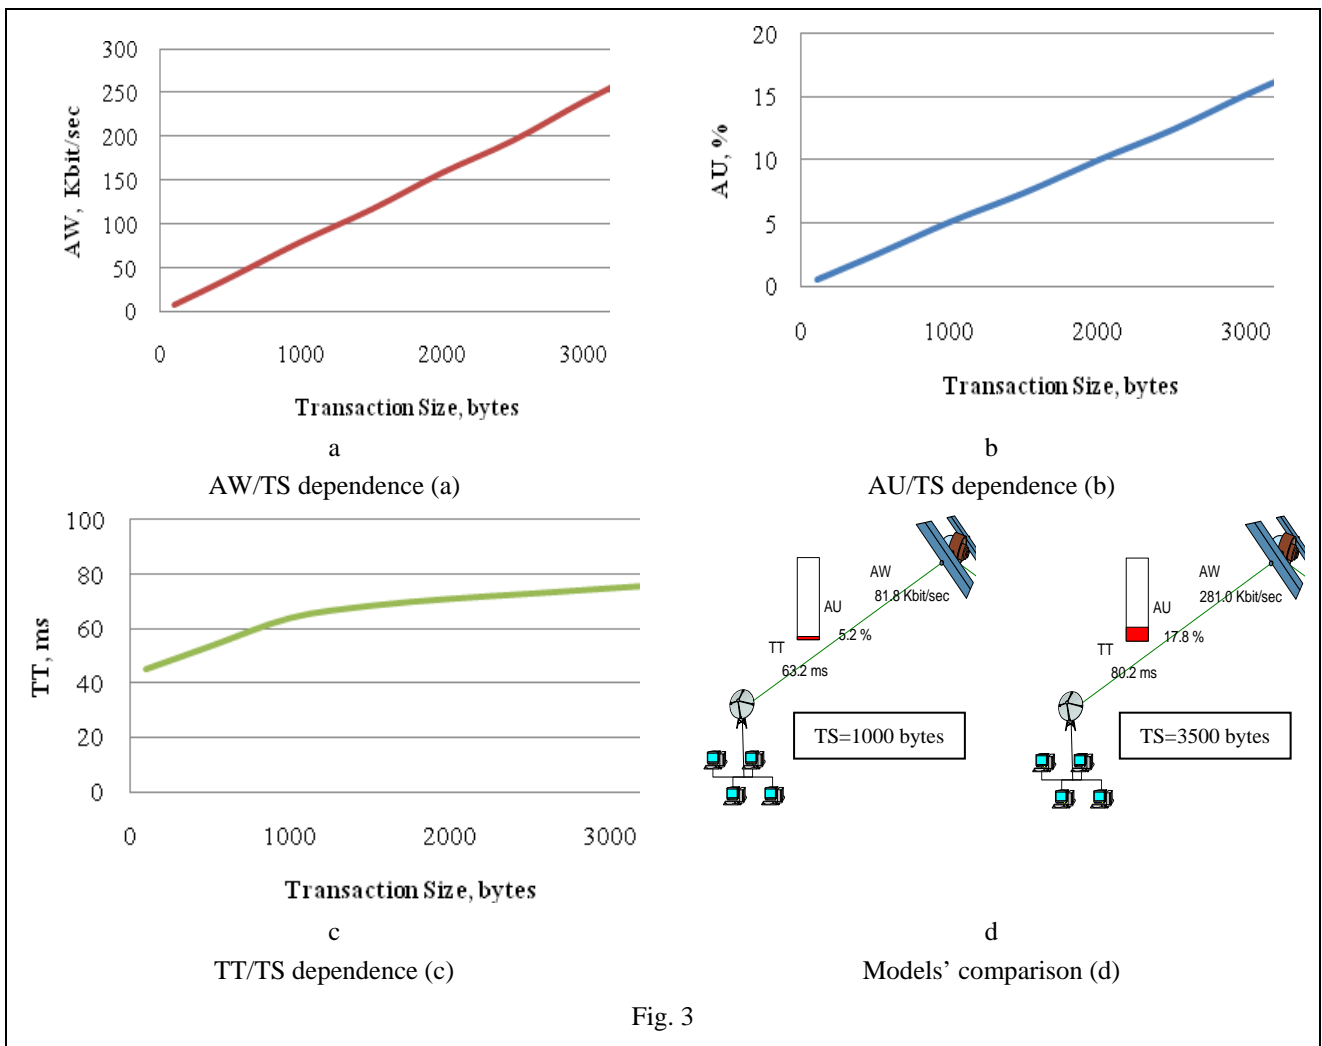 300
250
200
150
100
50
0
AW, Kbit/sec
0 1000 2000 3000
Transaction Size, bytes
a
AW/TS dependence (a)
20
15
10
5
0
AU, %
0 1000 2000 3000
Transaction Size, bytes
b
AU/TS dependence (b)
100
80
60
40
20
0
TT, ms
0 1000 2000 3000
Transaction Size, bytes
c
TT/TS dependence (c)
AW
81.8 Kbit/sec
AU
5.2 %
TT
63.2 ms
TS=1000 bytes
AW
281.0 Kbit/sec
AU
17.8 %
TT
80.2 ms
TS=3500 bytes
d
Models’ comparison (d)
Fig. 3